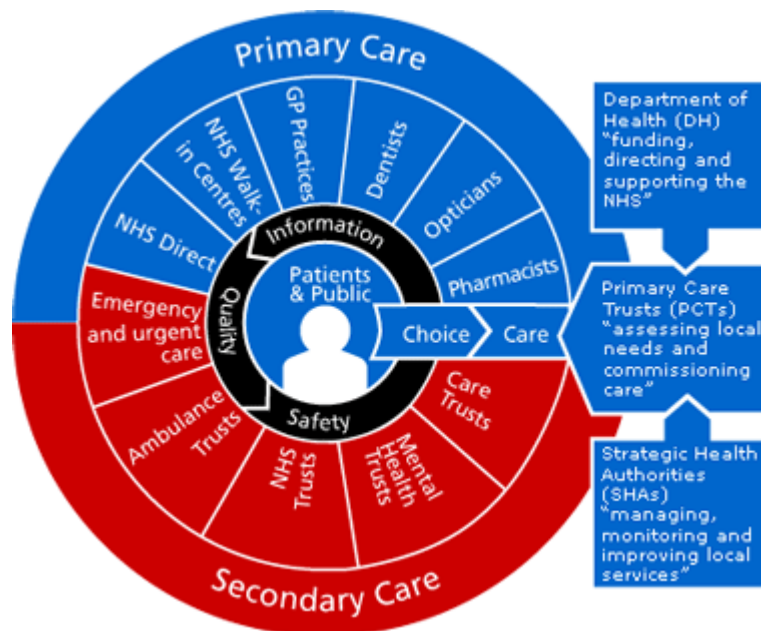 Primary Care
NHS Direct
NHS Walk-
in Centres
GP Practices
Dentists
Opticians
Pharmacists
Information
Quality
Safety
Patients
& Public
Choice
Care
Emergency
and urgent
care
Ambulance
Trusts
NHS
Trusts
Mental
Health
Trusts
Care Trusts
Secondary Care
Department of
Health (DH)
"funding,
directing and
supporting the
NHS"
Primary Care
Trusts (PCTs)
"assessing local
needs and
commissioning
care"
Strategic Health
Authorities
(SHAs)
"managing,
monitoring and
improving local
services"